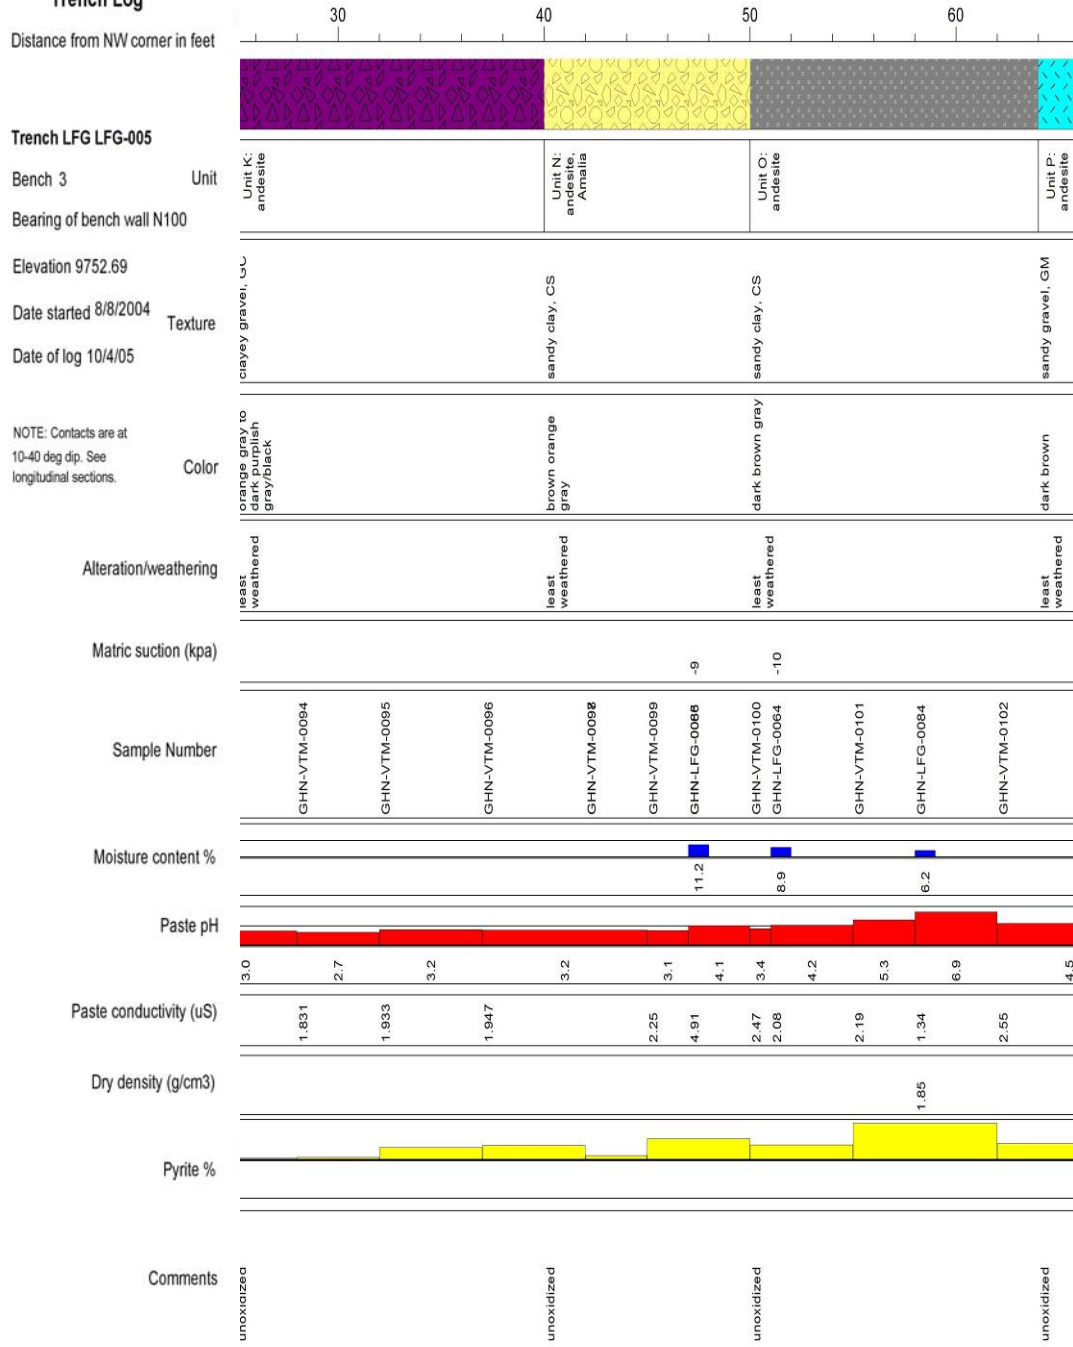 Trench Log
30 40 50 60
Distance from NW corner in feet
Trench LFG LFG-005
Bench 3
Unit
Bearing of bench wall N100
Unit K:
andesite
Unit N:
andesite,
Amalia
Unit O:
andesite
Unit P:
andesite
Elevation 9752.69
Date started 8/8/2004
Texture
Date of log 10/4/05
clayey gravel, GC
sandy clay, CS
sandy clay, CS
sandy gravel, GM
NOTE: Contacts are at
10-40 deg dip. See
longitudinal sections.
Color
orange gray to
dark purplish
gray/black
brown orange
gray
dark brown gray
dark brown
Alteration/weathering
least
weathered
least
weathered
least
weathered
least
weathered
Matric suction (kpa)
-9
-10
Sample Number
GHN-VTM-0094
GHN-VTM-0095
GHN-VTM-0096
GHN-VTM-0099
GHN-VTM-0100
GHN-LFG-0064
GHN-VTM-0101
GHN-LFG-0084
GHN-VTM-0102
Moisture content %
11.2
8.9
6.2
Paste pH
3.0
2.7
3.2
3.2
3.1
4.1
3.4
4.2
5.3
6.9
4.5
Paste conductivity (uS)
1.831
1.933
1.947
2.25
4.91
2.47
2.08
2.19
1.34
2.55
Dry density (g/cm3)
1.85
Pyrite %
Comments
unoxidized
unoxidized
unoxidized
unoxidized